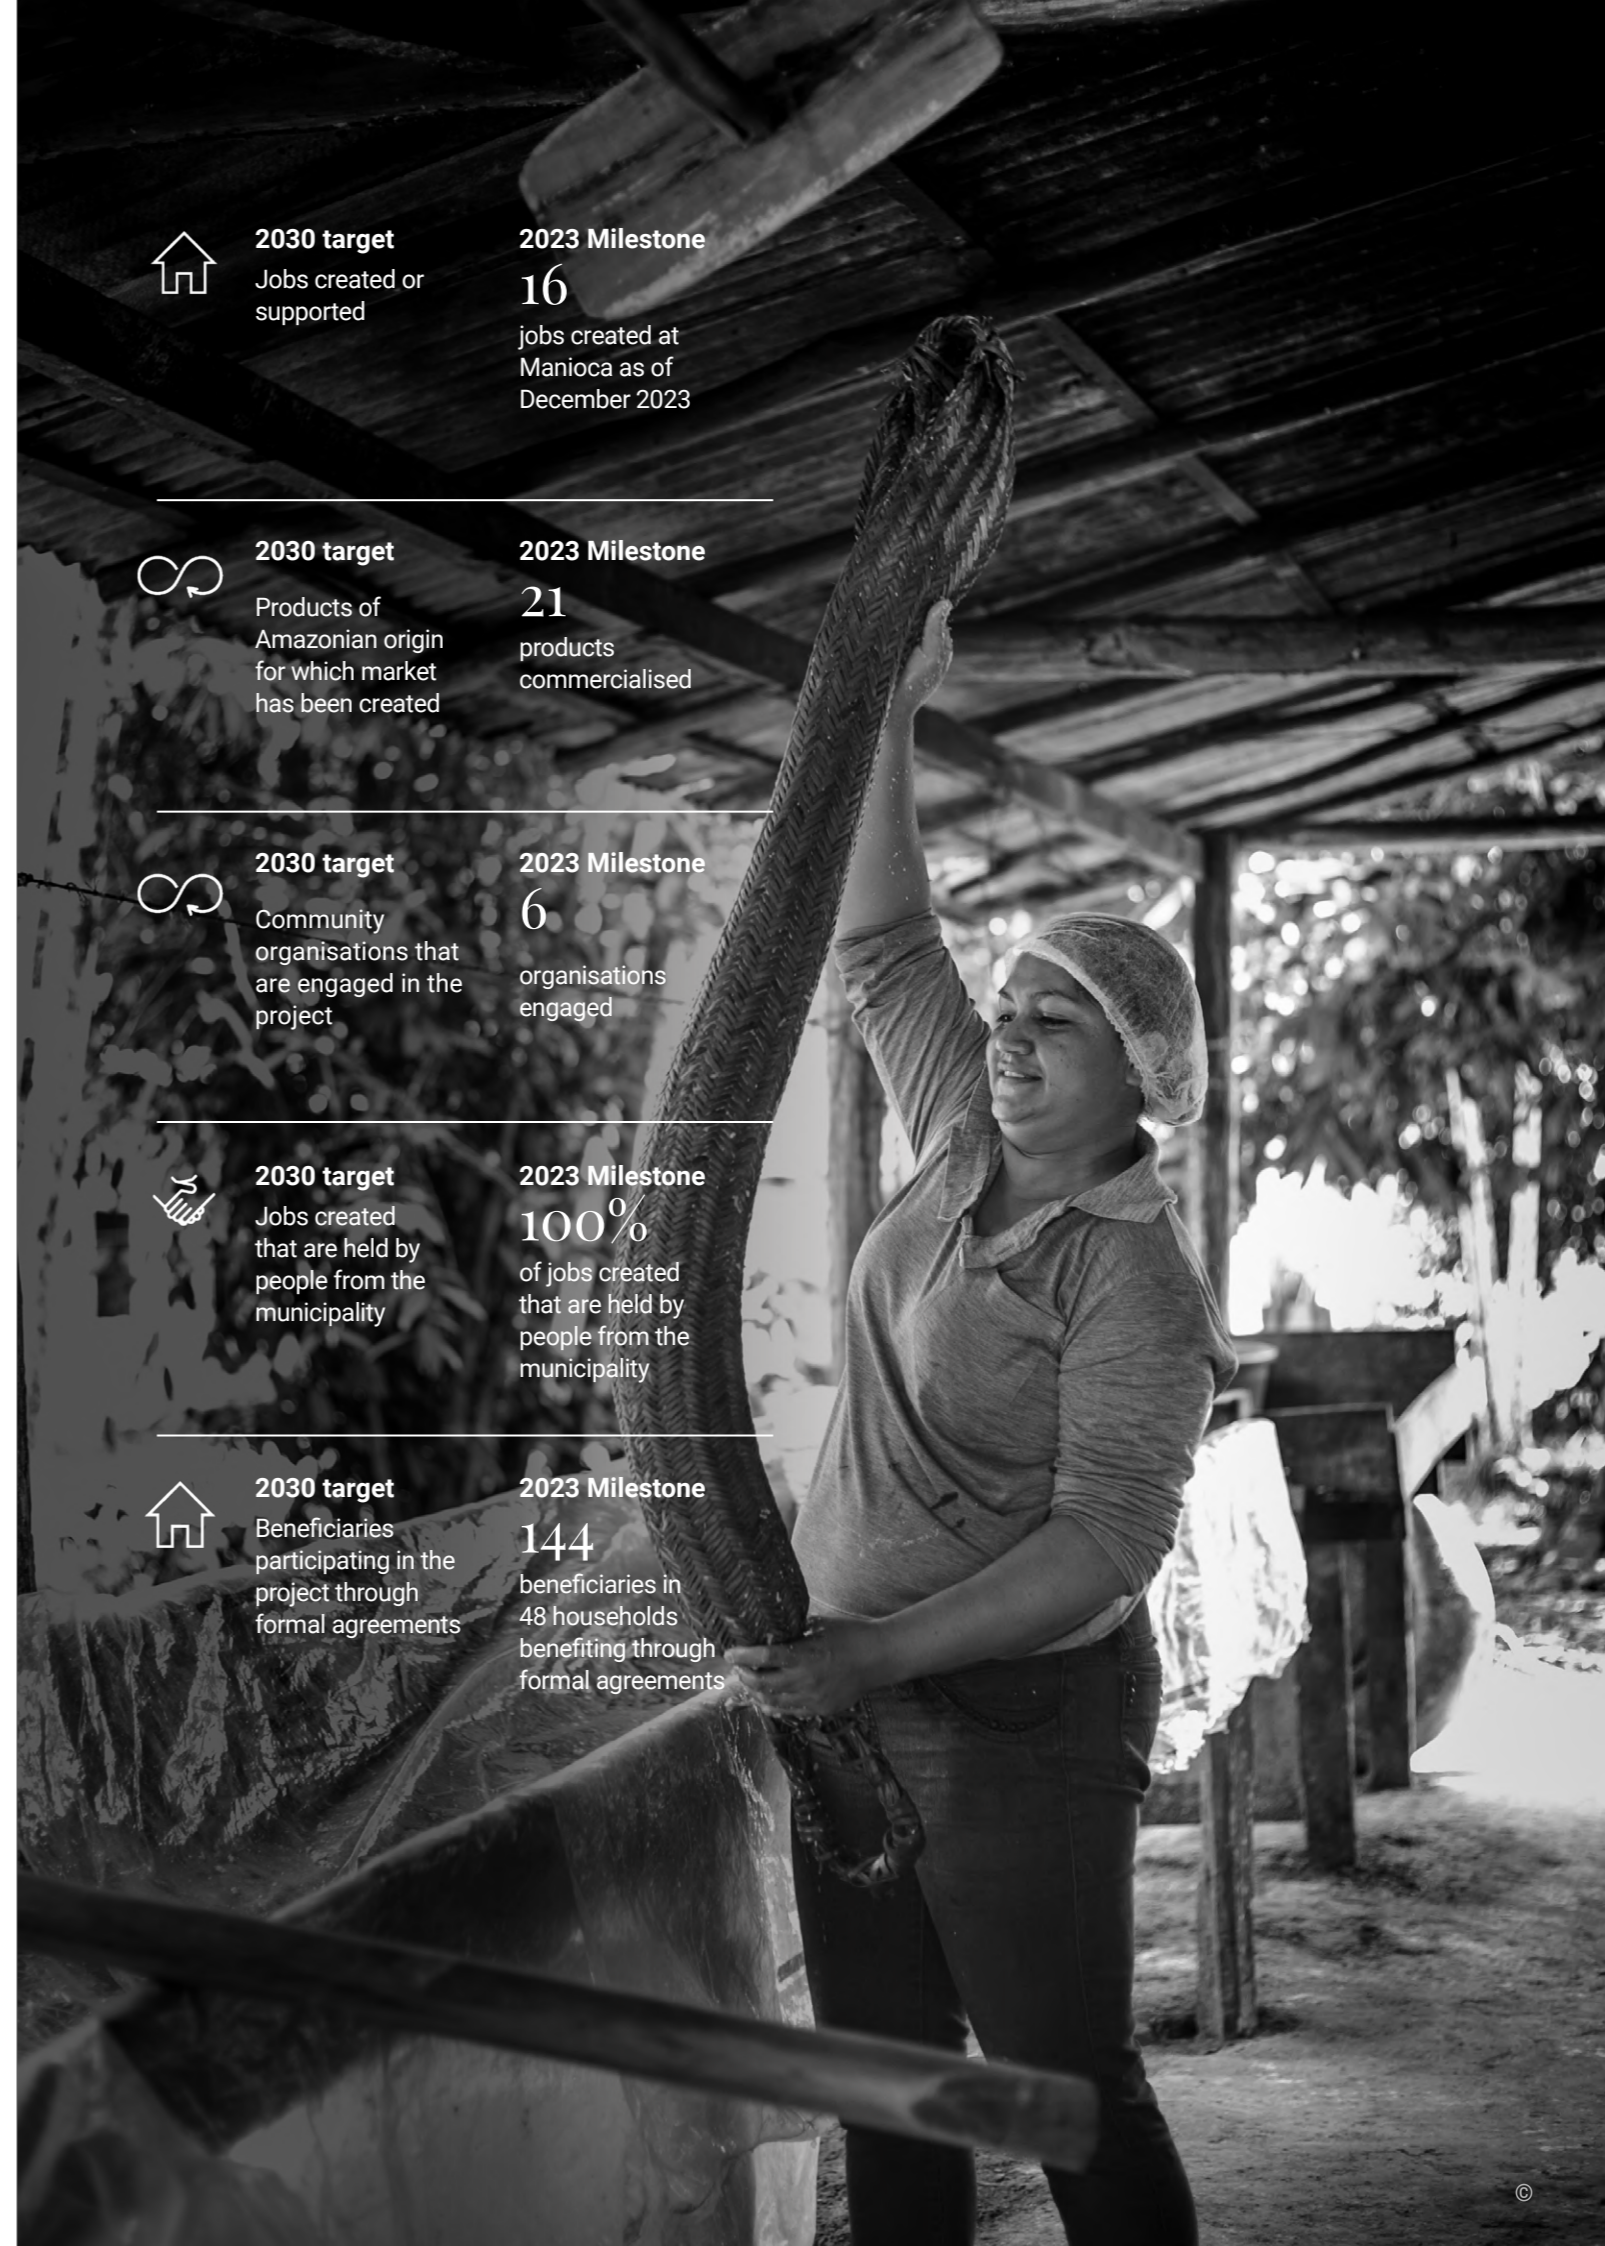 2030 target
Jobs created or
supported
2023 Milestone
16
jobs created at
Manioca as of
December 2023
2030 target
Products of
Amazonian origin
for which market
has been created
2023 Milestone
21
products
commercialised
2030 target
Community
organisations that
are engaged in the
project
2023 Milestone
6
organisations
engaged
2030 target
Jobs created
that are held by
people from the
municipality
2023 Milestone
100%
of jobs created
that are held by
people from the
municipality
2030 target
Beneficiaries
participating in the
project through
formal agreements
2023 Milestone
144
beneficiaries in
48 households
benefiting through
formal agreements
©